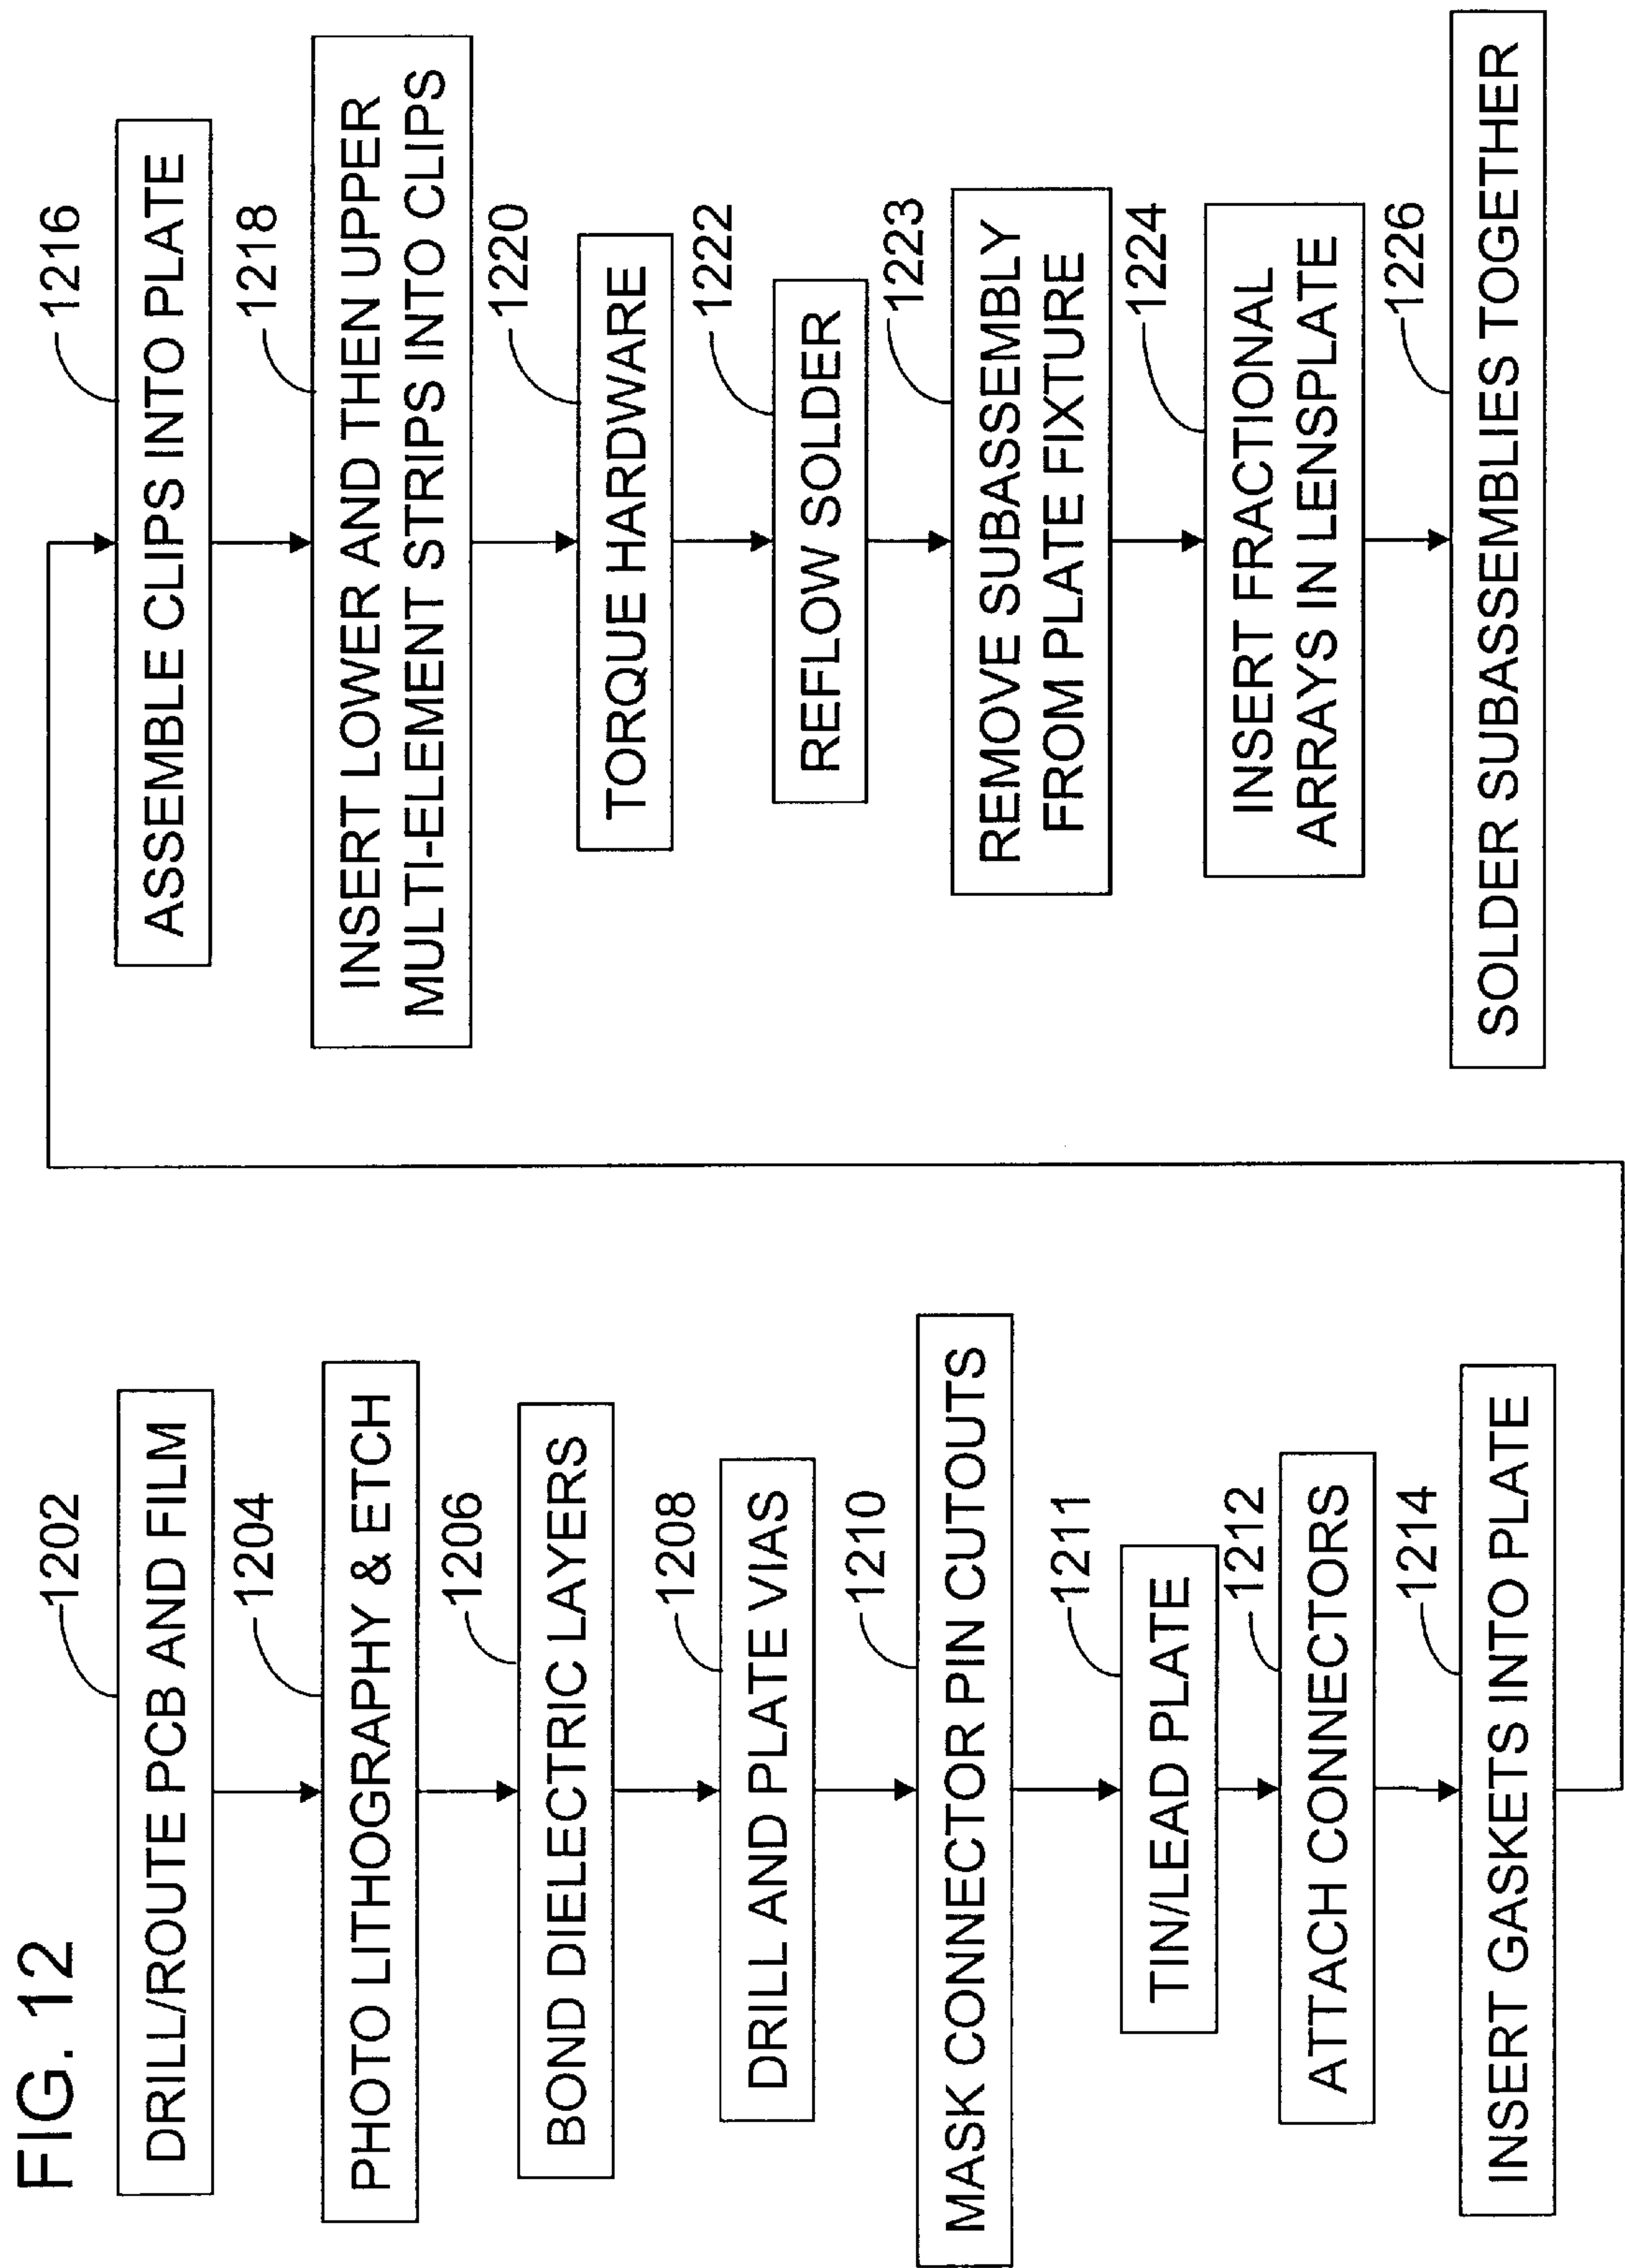 FIG. 12
1202
DRILL/ROUTE PCB AND FILM
1204
PHOTO LITHOGRAPHY & ETCH
1206
BOND DIELECTRIC LAYERS
1208
DRILL AND PLATE VIAS
1210
MASK CONNECTOR PIN CUTOUTS
1211
TIN/LEAD PLATE
1212
ATTACH CONNECTORS
1214
INSERT GASKETS INTO PLATE
1216
ASSEMBLE CLIPS INTO PLATE
1218
INSERT LOWER AND THEN UPPER
MULTI-ELEMENT STRIPS INTO CLIPS
1220
TORQUE HARDWARE
1222
REFLOW SOLDER
1223
REMOVE SUBASSEMBLY
FROM PLATE FIXTURE
1224
INSERT FRACTIONAL
ARRAYS IN LENSPLATE
1226
SOLDER SUBASSEMBLIES TOGETHER